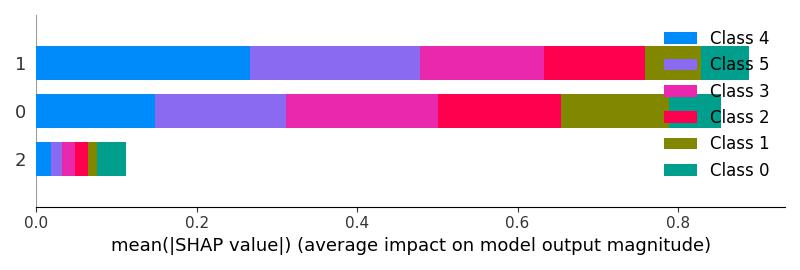 Class 4
1
Class 5
Class 3
0
Class 2
Class 1
2
Class 0
0.0 0.2 0.4 0.6 0.8
mean(|SHAP value|) (average impact on model output magnitude)